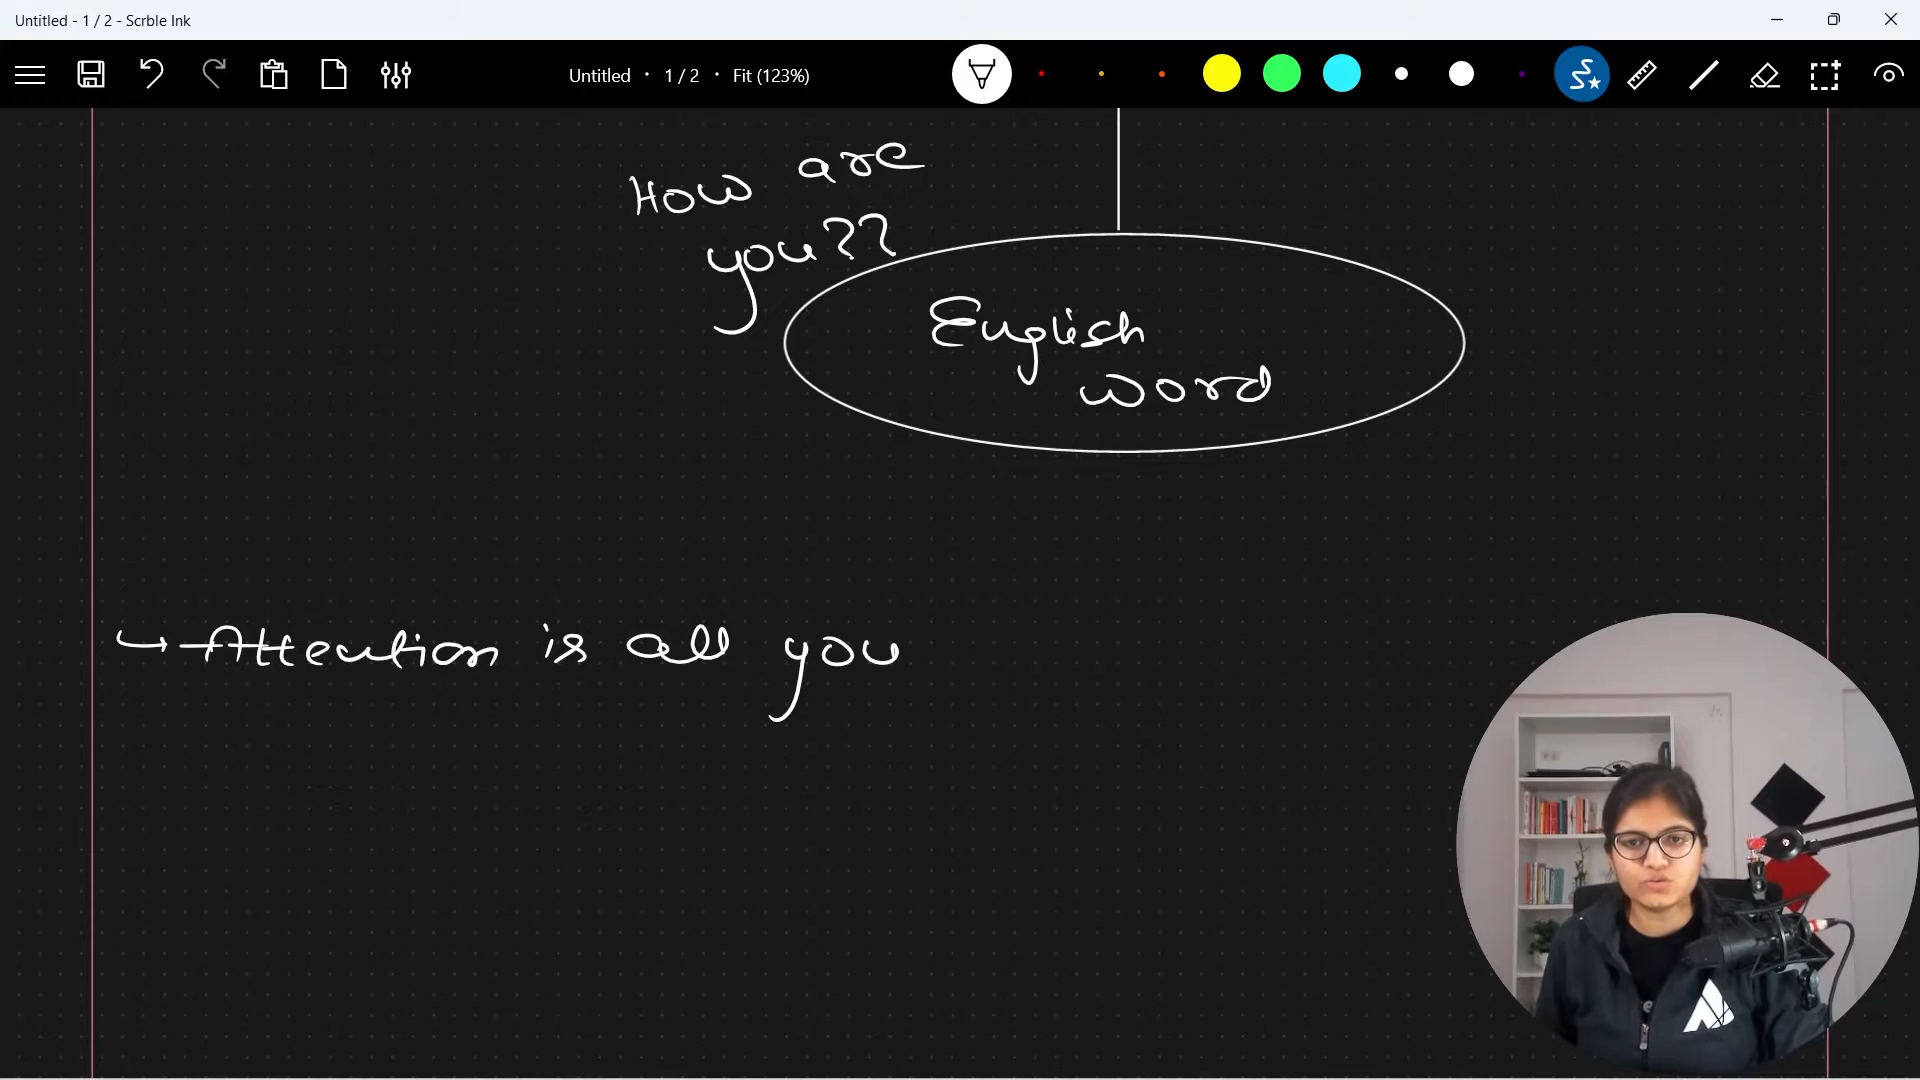 Untitled - 1 / 2 - Scrble Ink
Untitled • 1 / 2 • Fit (123%)
How are
you??
English
word
Attention is all you